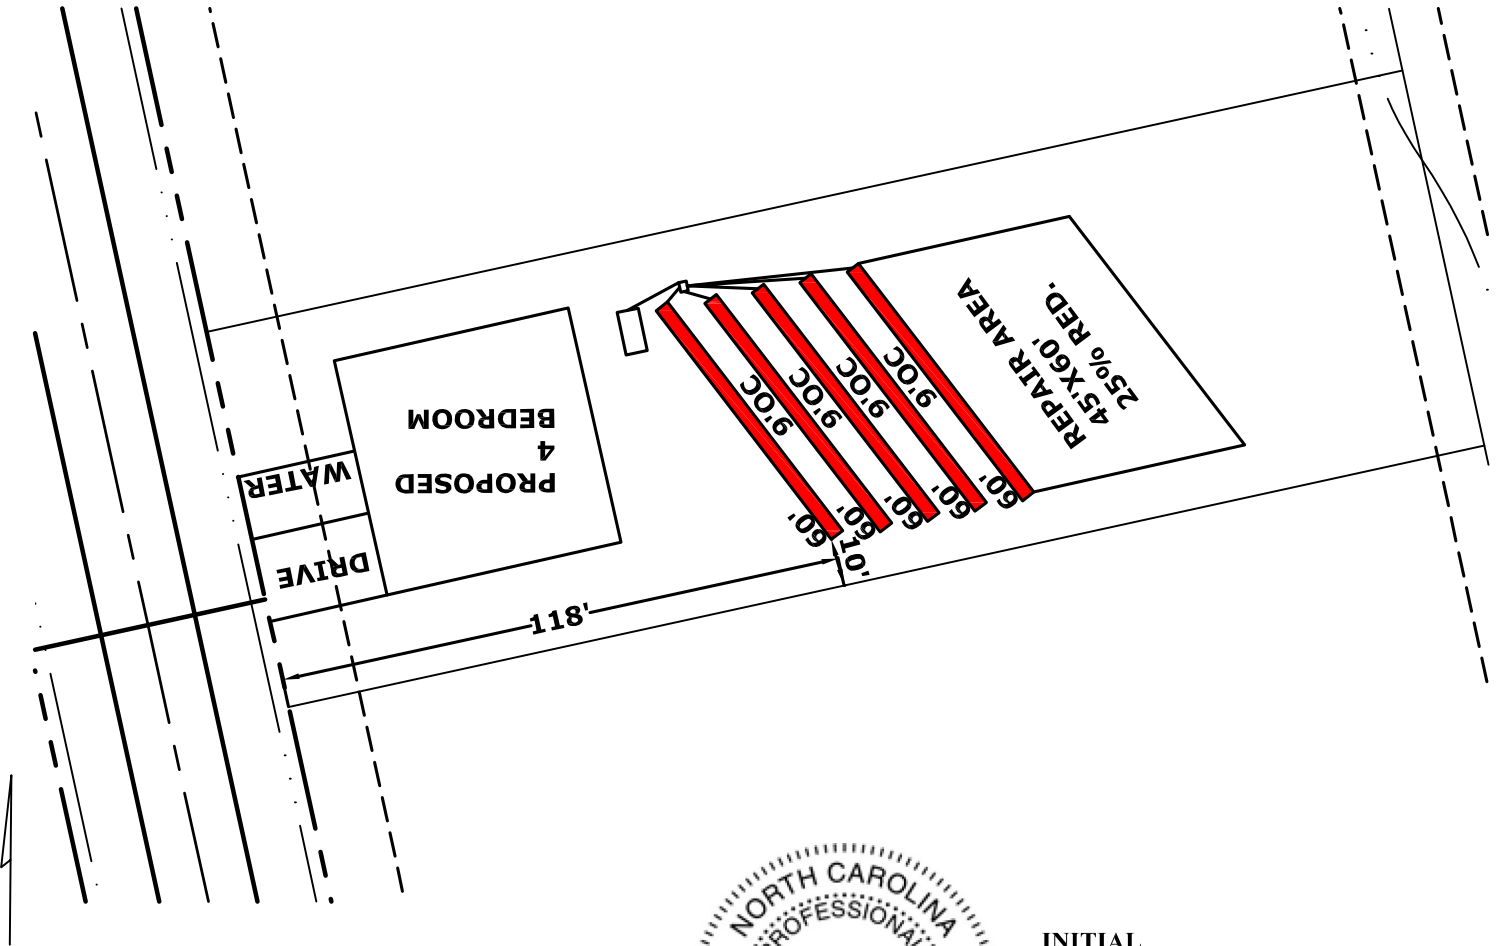 WATER
DRIVE
PROPOSED
4
BEDROOM
9'OC
9'OC
9'OC
9'OC
60'
60'
60'
60'
60'
10'
118'
REPAIR AREA
45'X60'
25% RED.
NORTH CAROLINA
PROFESSIONAL
INITIAL